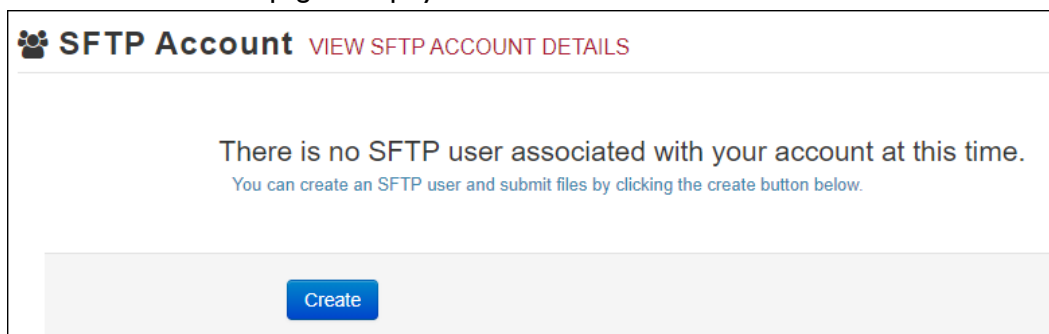 SFTP Account VIEW SFTP ACCOUNT DETAILS
There is no SFTP user associated with your account at this time.
You can create an SFTP user and submit files by clicking the create button below.
Create